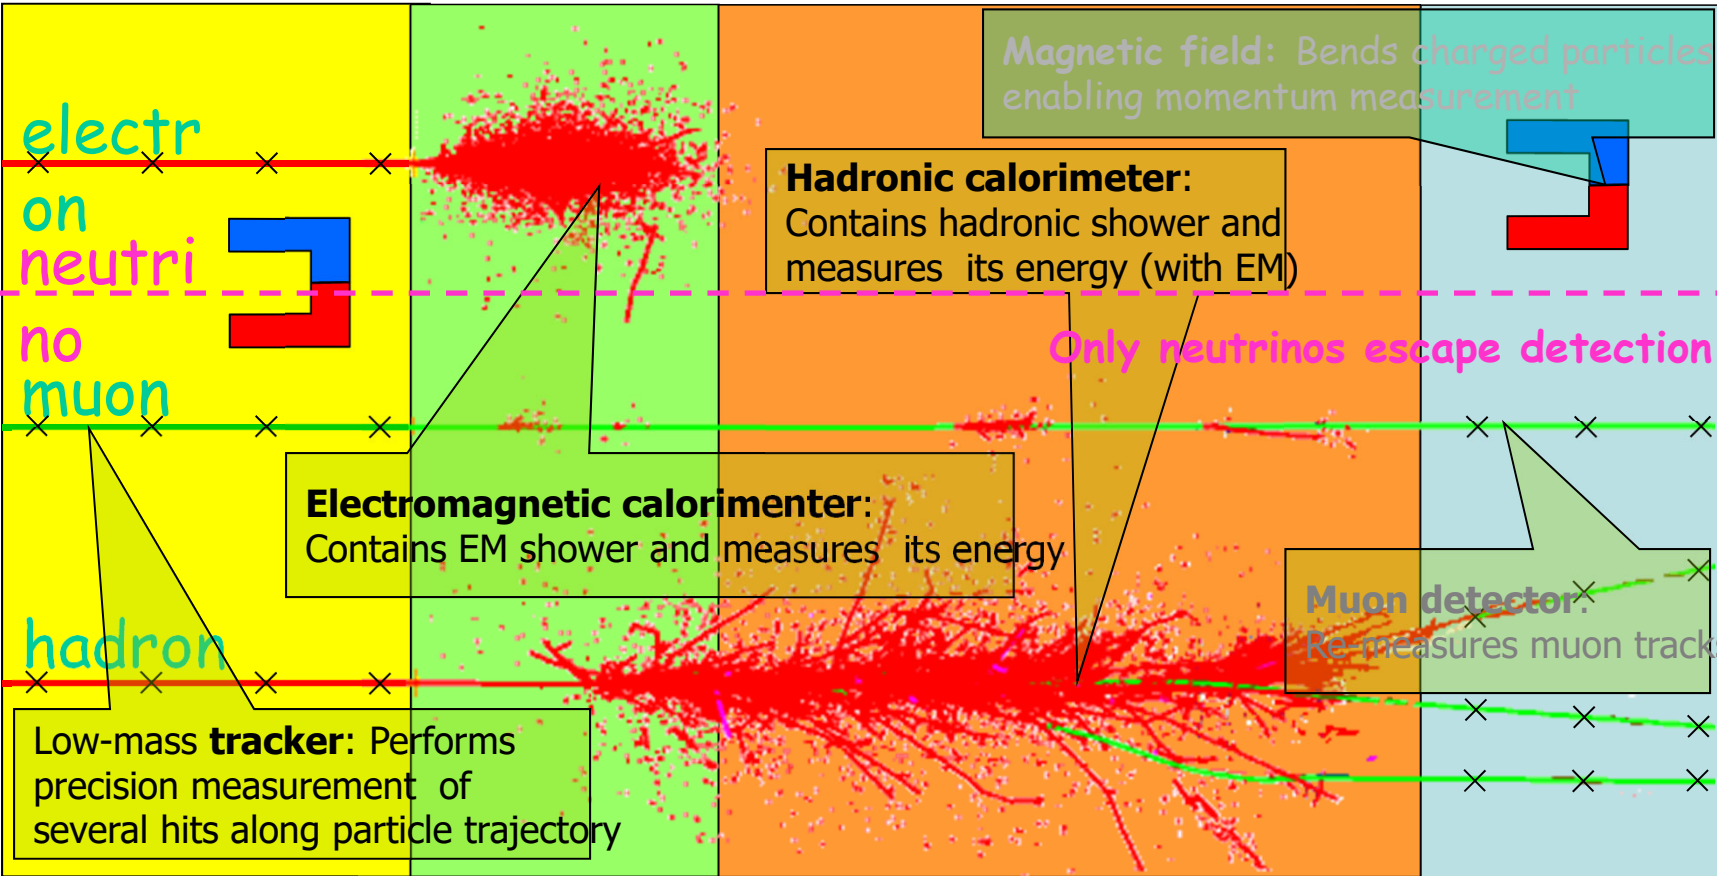 Magnetic field: Bends charged particles
enabling momentum measurement
electr
on
Hadronic calorimeter:
Contains hadronic shower and
measures its energy (with EM)
neutri
no
Only neutrinos escape detection
muon
Electromagnetic calorimenter:
Contains EM shower and measures its energy
Muon detector:
Re-measures muon track
hadron
Low-mass tracker: Performs
precision measurement of
several hits along particle trajectory